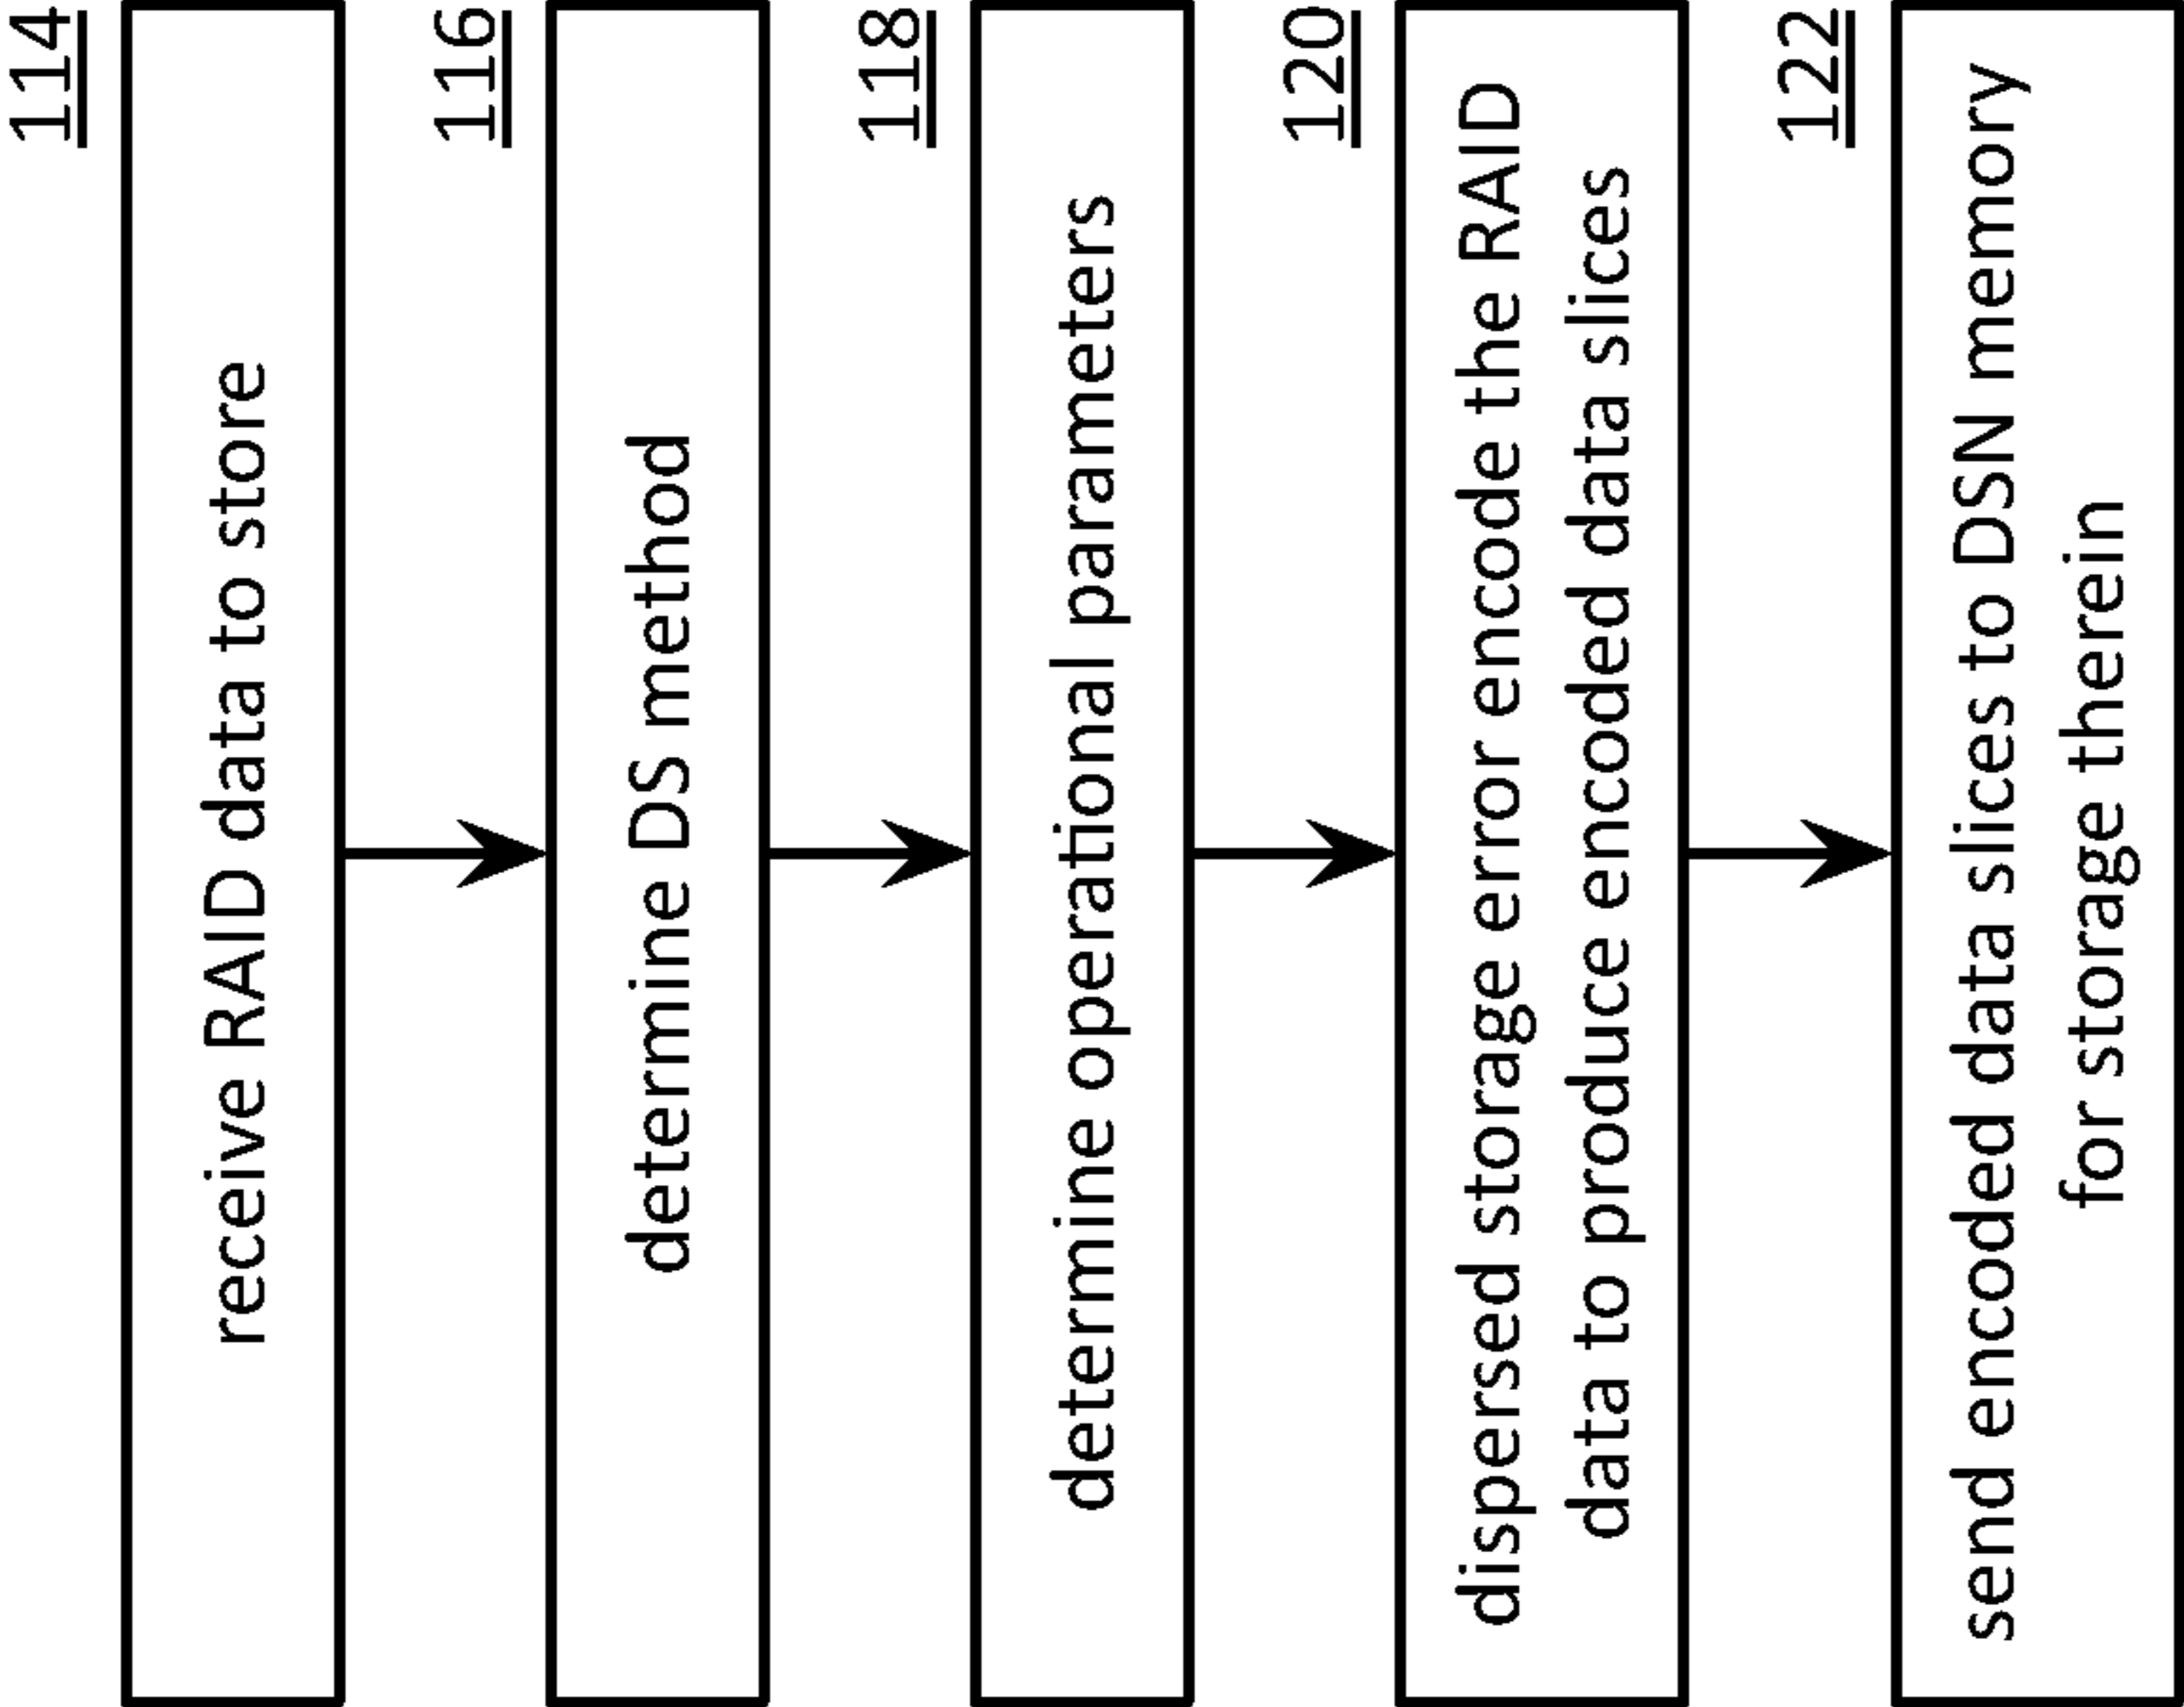 114
receive RAID data to store
116
determine DS method
118
determine operational parameters
120
dispersed storage error encode the RAID
data to produce encoded data slices
122
send encoded data slices to DSN memory
for storage therein